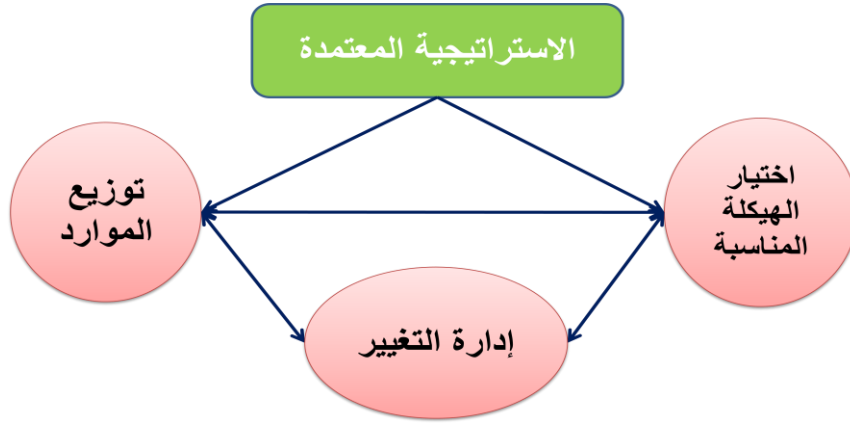 الاستراتيجية المعتمدة
اختيار
الهيكلة
المناسبة
توزيع
الموارد
إدارة التغيير